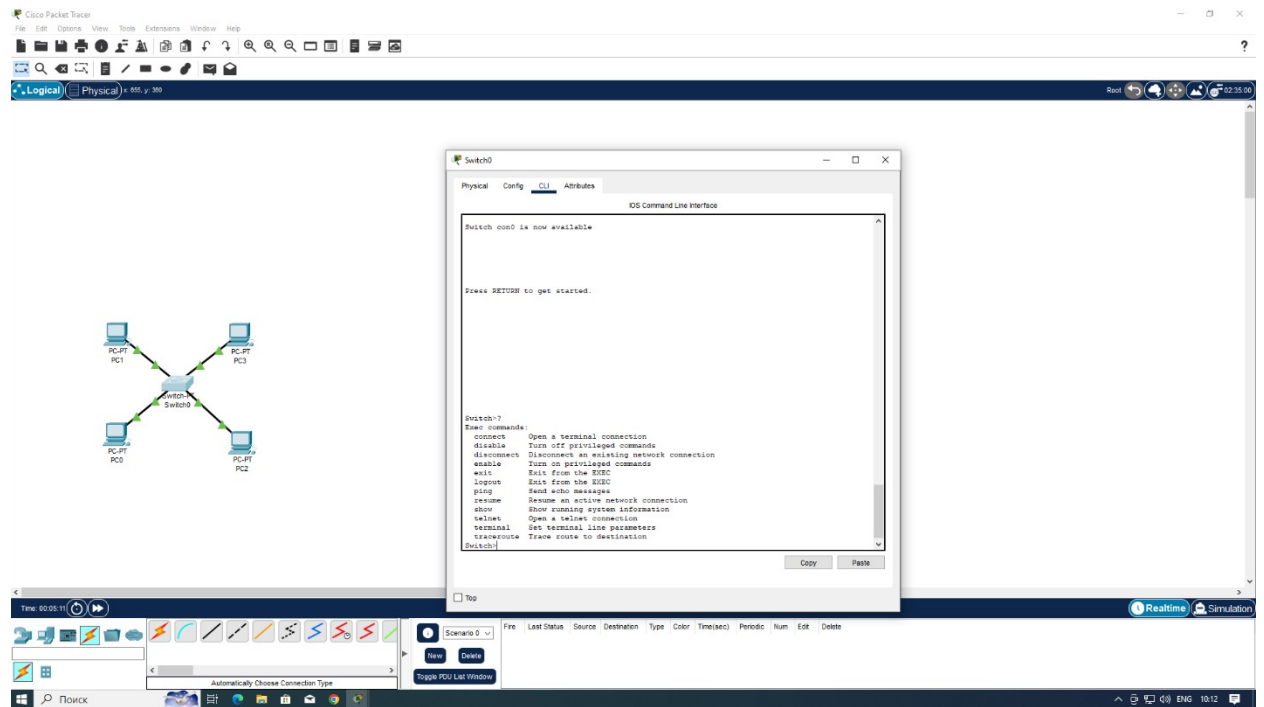 Cisco Packet Tracer
File Edit Options View Tools Extensions Window Help
?
Logical Physical x: 655, y: 360 Root 02:35:00
Switch0
Physical Config CLI Attributes
IOS Command Line Interface
Switch con0 is now available
Press RETURN to get started.
Switch>?
Exec commands:
connect Open a terminal connection
disable Turn off privileged commands
disconnect Disconnect an existing network connection
enable Turn on privileged commands
exit Exit from the EXEC
logout Exit from the EXEC
ping Send echo messages
resume Resume an active network connection
show Show running system information
telnet Open a telnet connection
terminal Set terminal line parameters
traceroute Trace route to destination
Switch>
Copy Paste
Top
PC-PT
PC1
PC-PT
PC3
Switch-PT
Switch0
PC-PT
PC0
PC-PT
PC2
Time: 00:05:11 Realtime Simulation
Scenario 0 Fire Last Status Source Destination Type Color Time(sec) Periodic Num Edit Delete
New Delete
Toggle PDU List Window
Automatically Choose Connection Type
Поиск ENG 10:12